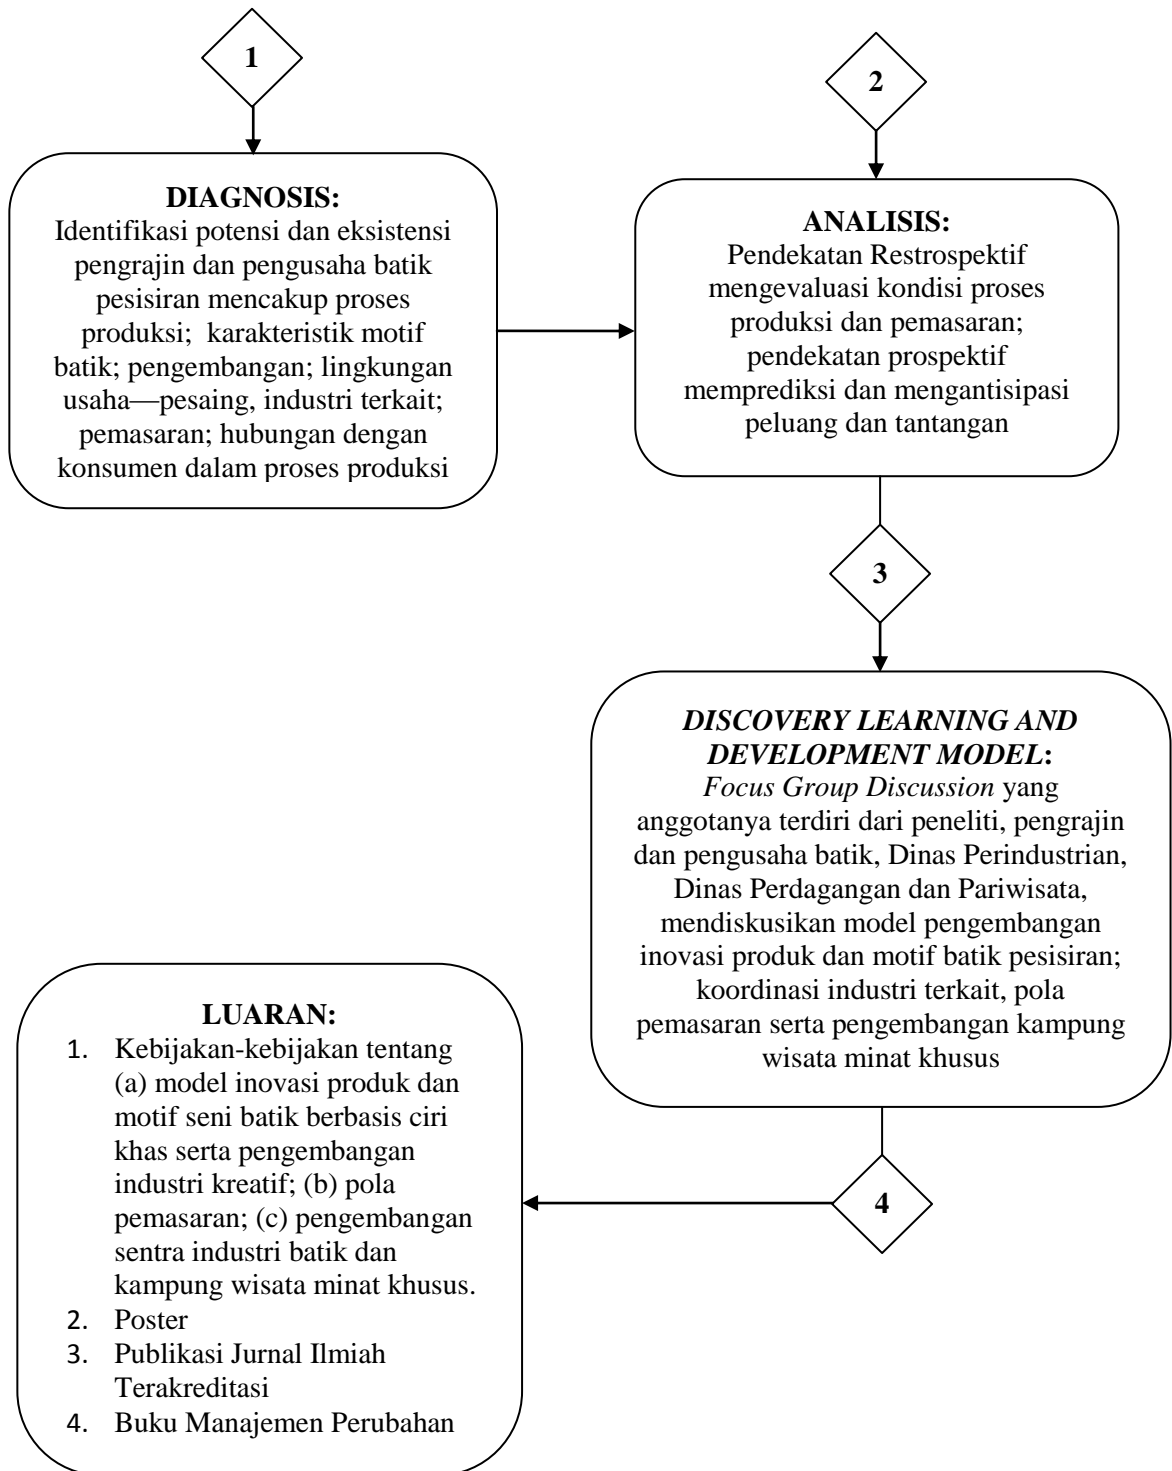 1
DIAGNOSIS:
Identifikasi potensi dan eksistensi
pengrajin dan pengusaha batik
pesisiran mencakup proses
produksi; karakteristik motif
batik; pengembangan; lingkungan
usaha—pesaing, industri terkait;
pemasaran; hubungan dengan
konsumen dalam proses produksi
2
ANALISIS:
Pendekatan Restrospektif
mengevaluasi kondisi proses
produksi dan pemasaran;
pendekatan prospektif
memprediksi dan mengantisipasi
peluang dan tantangan
3
DISCOVERY LEARNING AND
DEVELOPMENT MODEL:
Focus Group Discussion yang
anggotanya terdiri dari peneliti, pengrajin
dan pengusaha batik, Dinas Perindustrian,
Dinas Perdagangan dan Pariwisata,
mendiskusikan model pengembangan
inovasi produk dan motif batik pesisiran;
koordinasi industri terkait, pola
pemasaran serta pengembangan kampung
wisata minat khusus
4
LUARAN:
1. Kebijakan-kebijakan tentang
(a) model inovasi produk dan
motif seni batik berbasis ciri
khas serta pengembangan
industri kreatif; (b) pola
pemasaran; (c) pengembangan
sentra industri batik dan
kampung wisata minat khusus.
2. Poster
3. Publikasi Jurnal Ilmiah
Terakreditasi
4. Buku Manajemen Perubahan